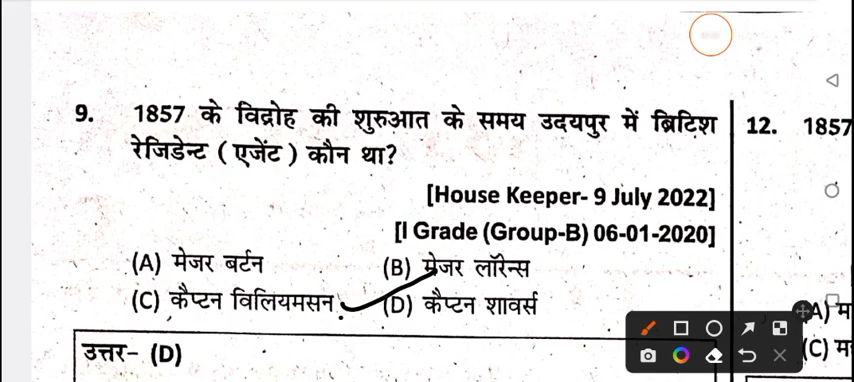 9. 1857 के विद्रोह की शुरुआत के समय उदयपुर में ब्रिटिश
रेजिडेन्ट (एजेंट) कौन था?
[House Keeper- 9 July 2022]
[I Grade (Group-B) 06-01-2020]
(A) मेजर बर्टन (B) मेजर लॉरेन्स
(C) कैप्टन विलियमसन (D) कैप्टन शावर्स
उत्तर- (D)
12. 1857
A) म
(C) म